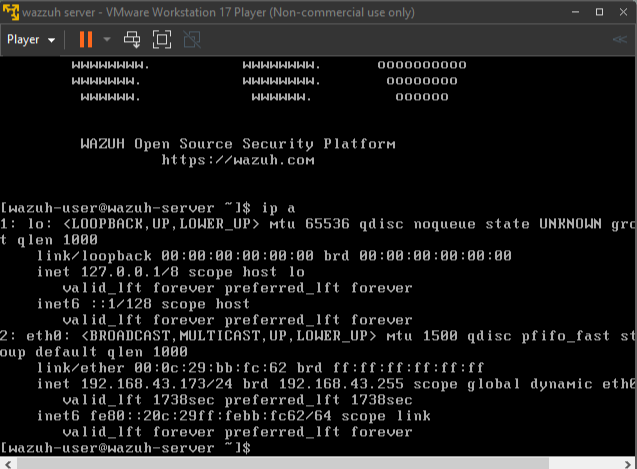 wazzuh server - VMware Workstation 17 Player (Non-commercial use only)
Player
wwwwwwww. wwwwwwww. oooooooooo
wwwwwww. wwwwwww. oooooooo
wwwwww. wwwwww. oooooo
WAZUH Open Source Security Platform
https://wazuh.com
[wazuh-user@wazuh-server ~]$ ip a
1: lo: <LOOPBACK,UP,LOWER_UP> mtu 65536 qdisc noqueue state UNKNOWN gro
t qlen 1000
link/loopback 00:00:00:00:00:00 brd 00:00:00:00:00:00
inet 127.0.0.1/8 scope host lo
valid_lft forever preferred_lft forever
inet6 ::1/128 scope host
valid_lft forever preferred_lft forever
2: eth0: <BROADCAST,MULTICAST,UP,LOWER_UP> mtu 1500 qdisc pfifo_fast st
oup default qlen 1000
link/ether 00:0c:29:bb:fc:62 brd ff:ff:ff:ff:ff:ff
inet 192.168.43.173/24 brd 192.168.43.255 scope global dynamic eth0
valid_lft 1738sec preferred_lft 1738sec
inet6 fe80::20c:29ff:febb:fc62/64 scope link
valid_lft forever preferred_lft forever
[wazuh-user@wazuh-server ~]$